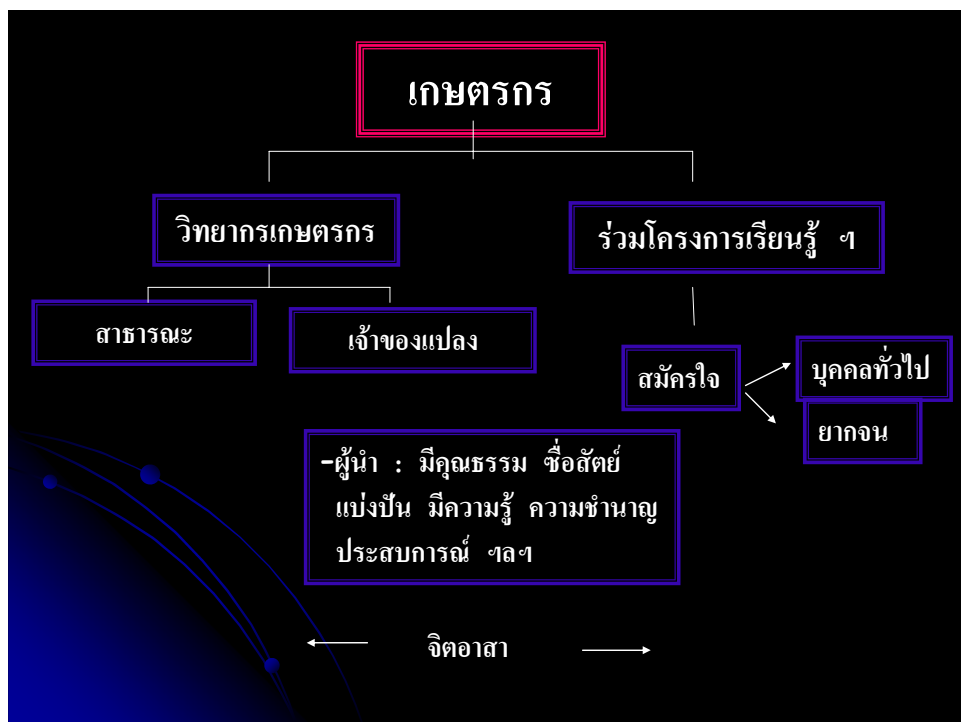 เกษตรกร
วิทยากรเกษตรกร
ร่วมโครงการเรียนรู้ ฯ
สาธารณะ
เจ้าของแปลง
สมัครใจ
บุคคลทั่วไป
ยากจน
-ผู้นำ : มีคุณธรรม ซื่อสัตย์
แบ่งปัน มีความรู้ ความชำนาญ
ประสบการณ์ ฯลฯ
จิตอาสา